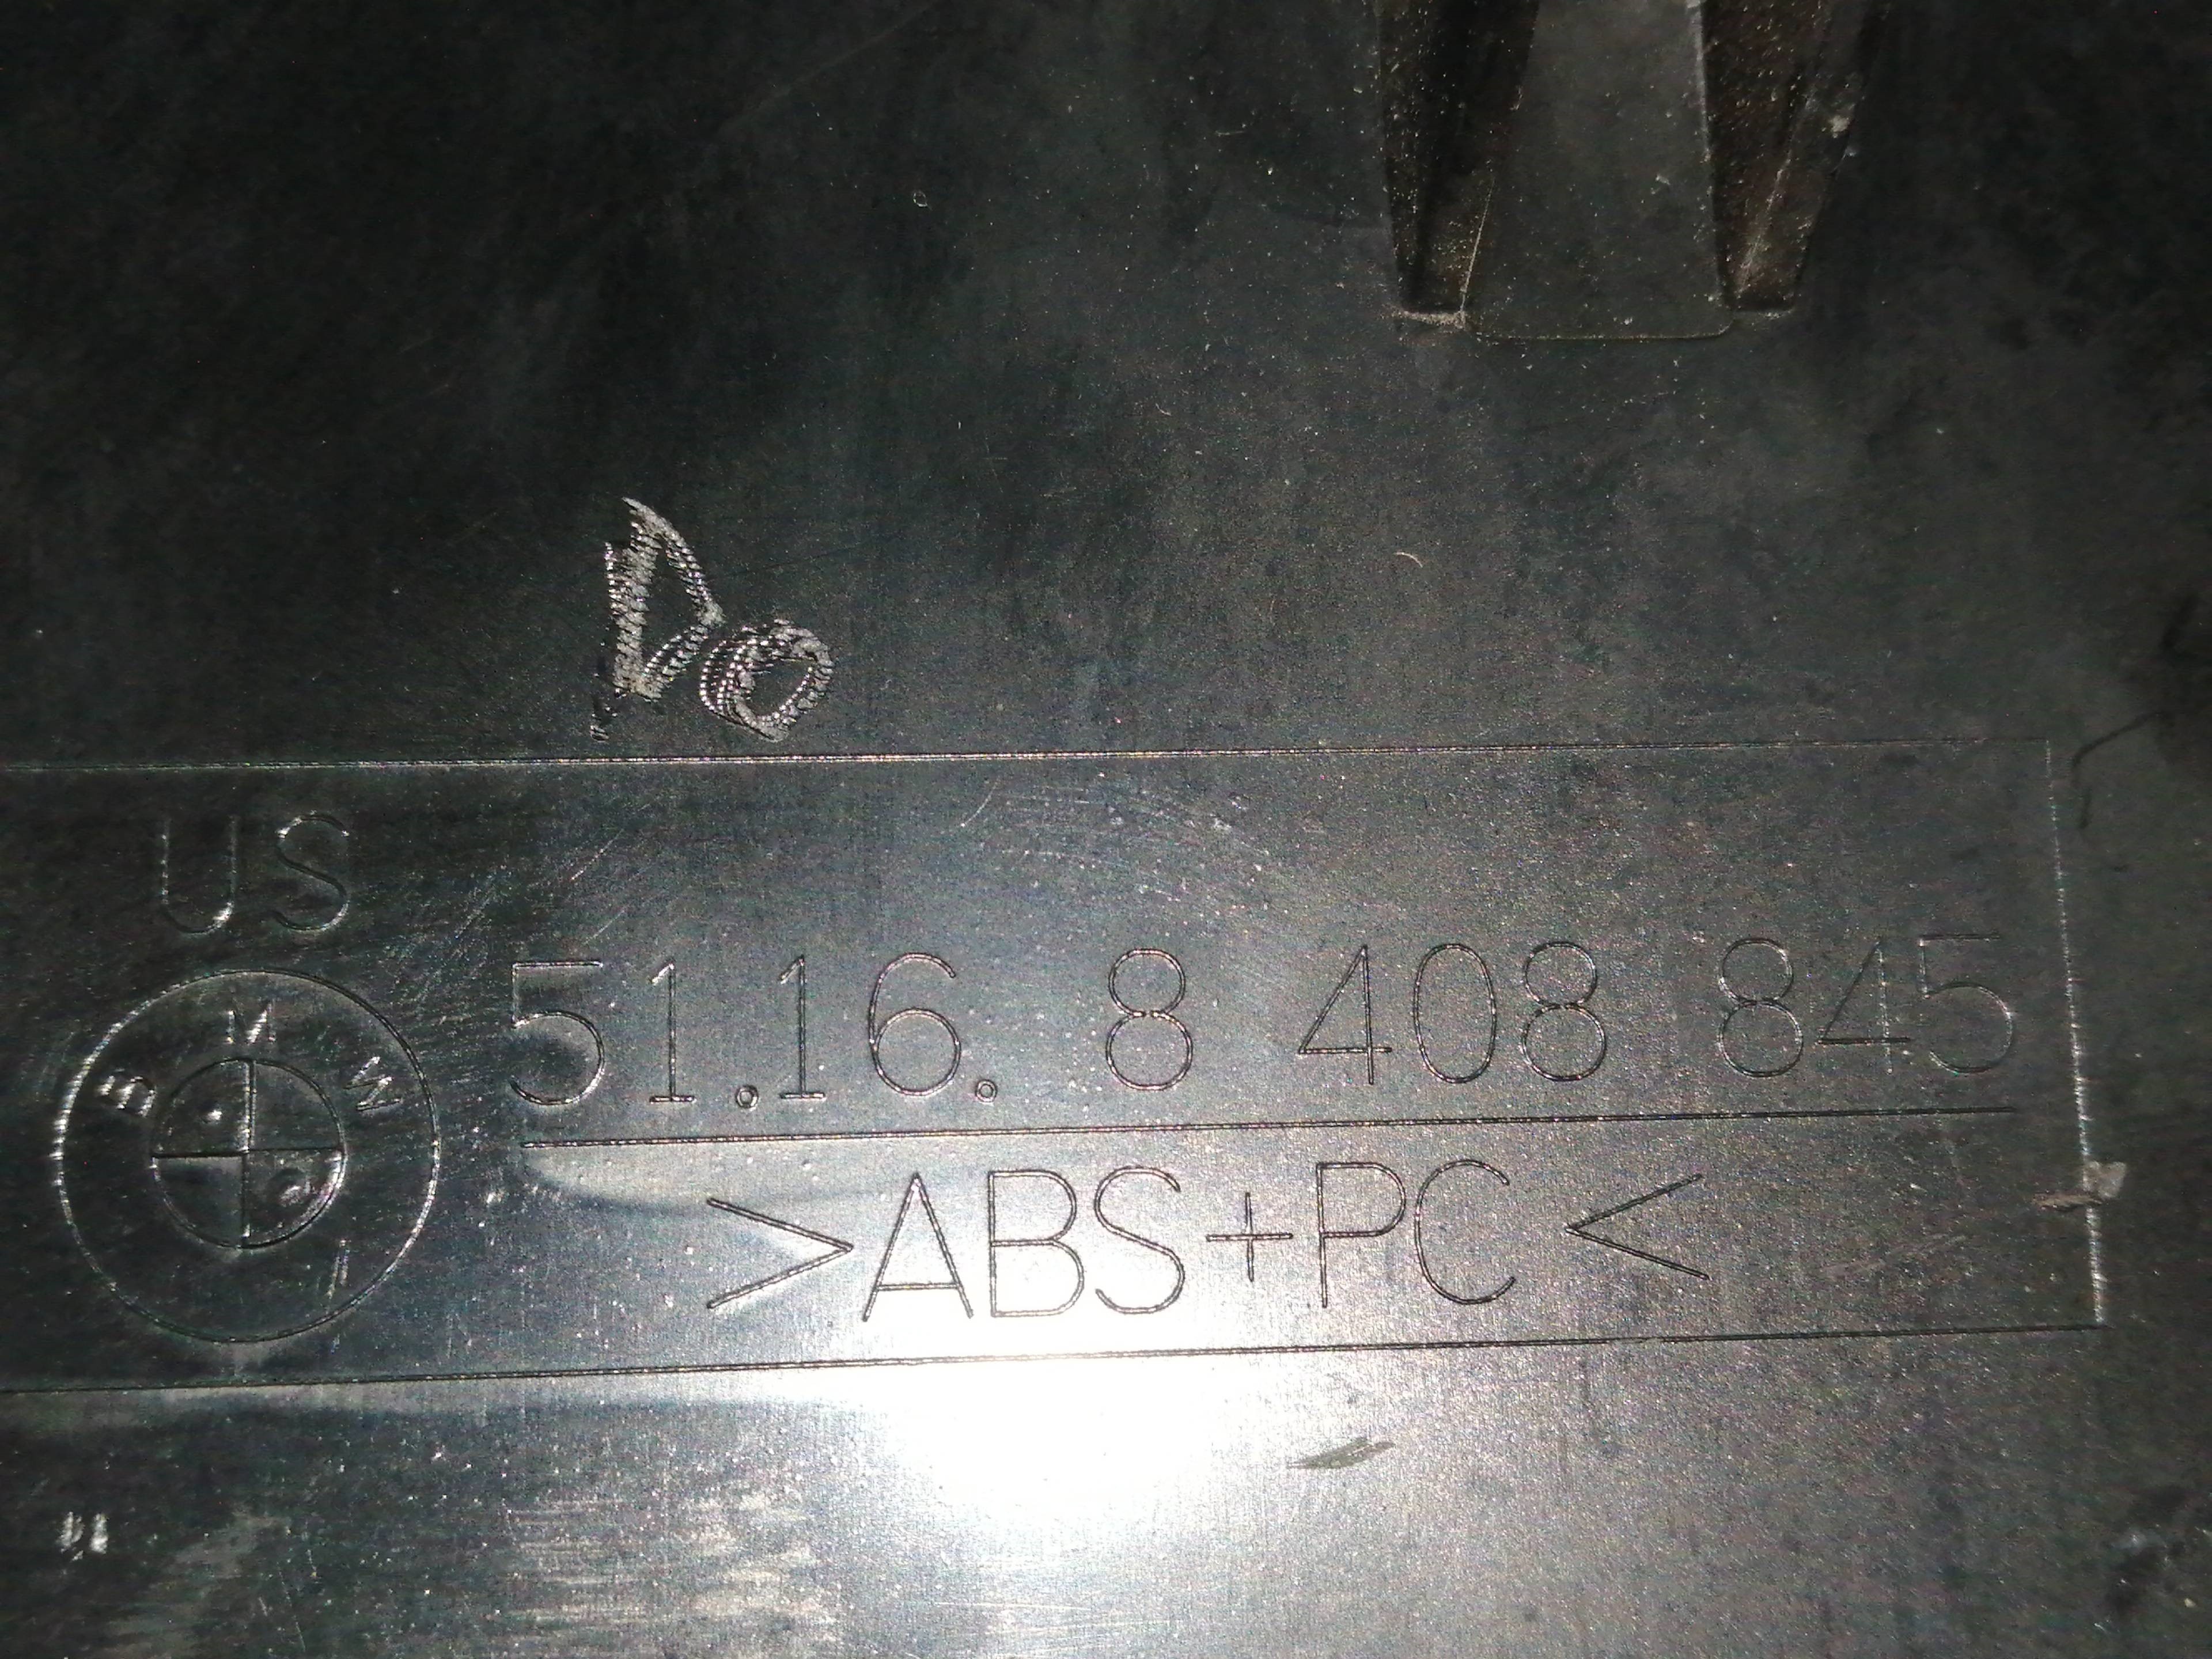 Do
US
BMW
51.16. 8 408 845
>ABS+PC<